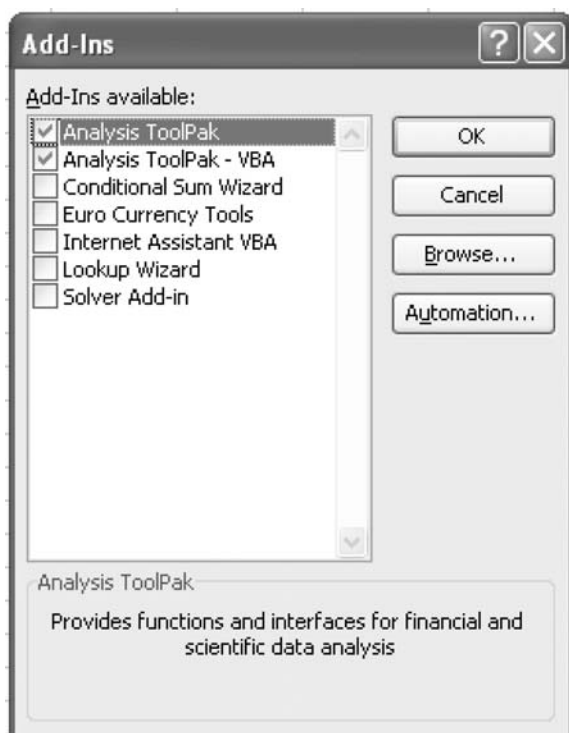 Add-Ins
Add-Ins available:
Analysis ToolPak
Analysis ToolPak - VBA
Conditional Sum Wizard
Euro Currency Tools
Internet Assistant VBA
Lookup Wizard
Solver Add-in
OK
Cancel
Browse...
Automation...
Analysis ToolPak
Provides functions and interfaces for financial and
scientific data analysis